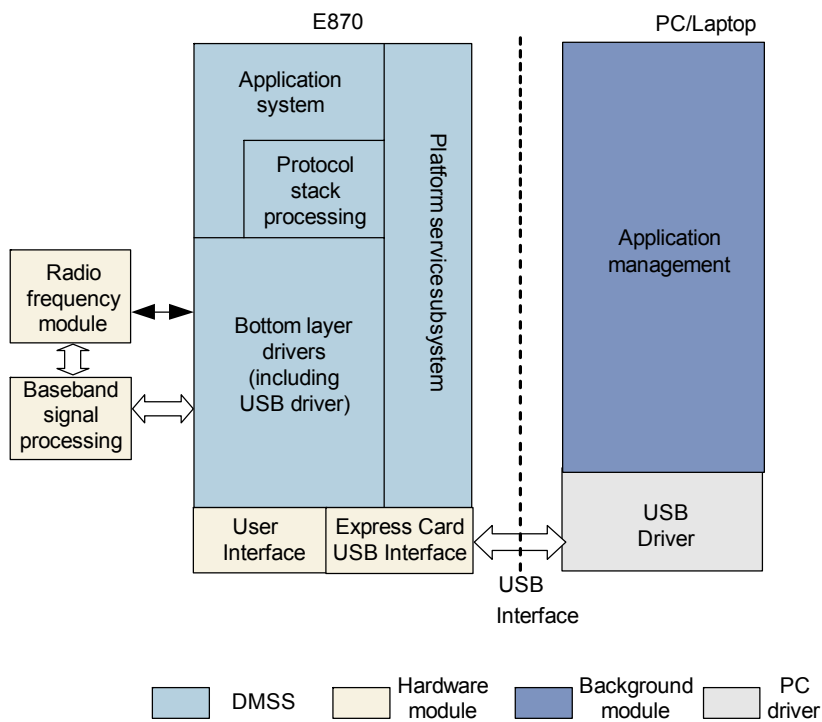 E870
PC/Laptop
Application
system
Protocol
stack
processing
Platform service subsystem
Application
management
Radio
frequency
module
Bottom layer
drivers
(including
USB driver)
Baseband
signal
processing
User
Interface
Express Card
USB Interface
USB
Driver
USB
Interface
DMSS
Hardware
module
Background
module
PC
driver